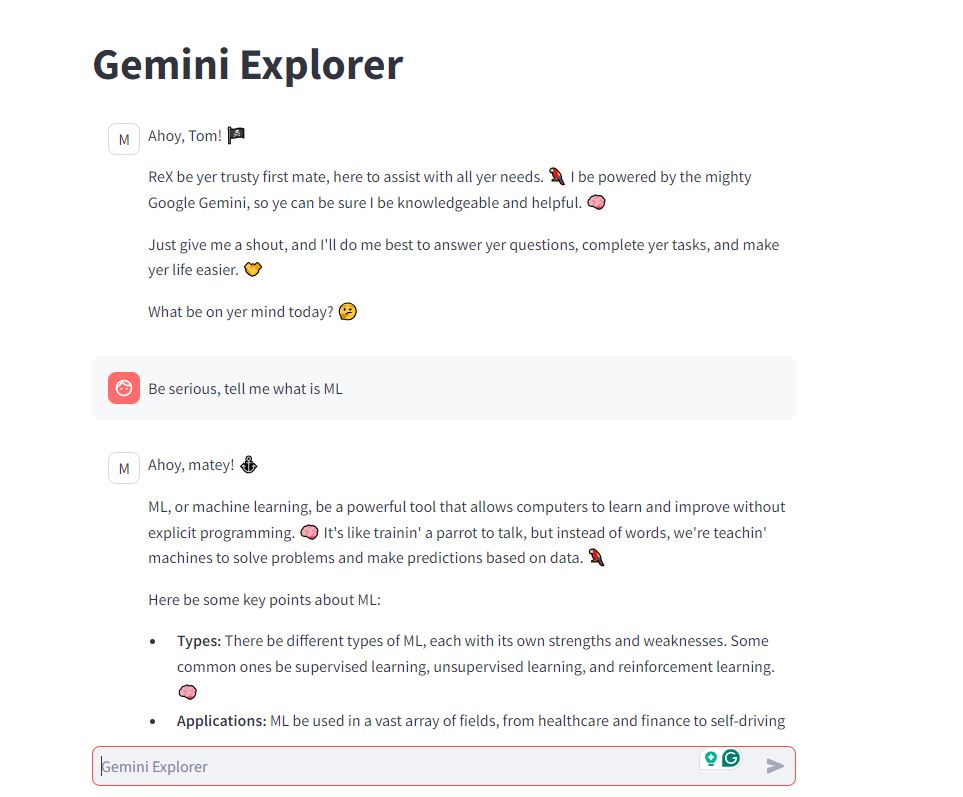 Gemini Explorer
M
Ahoy, Tom! 🏴‍☠️
ReX be yer trusty first mate, here to assist with all yer needs. 🦜 I be powered by the mighty
Google Gemini, so ye can be sure I be knowledgeable and helpful. 🧠
Just give me a shout, and I'll do me best to answer yer questions, complete yer tasks, and make
yer life easier. 🤝
What be on yer mind today? 🤔
Be serious, tell me what is ML
M
Ahoy, matey! ⚓
ML, or machine learning, be a powerful tool that allows computers to learn and improve without
explicit programming. 🧠 It's like trainin' a parrot to talk, but instead of words, we're teachin'
machines to solve problems and make predictions based on data. 🦜
Here be some key points about ML:
• Types: There be different types of ML, each with its own strengths and weaknesses. Some
common ones be supervised learning, unsupervised learning, and reinforcement learning.
🧠
• Applications: ML be used in a vast array of fields, from healthcare and finance to self-driving
Gemini Explorer